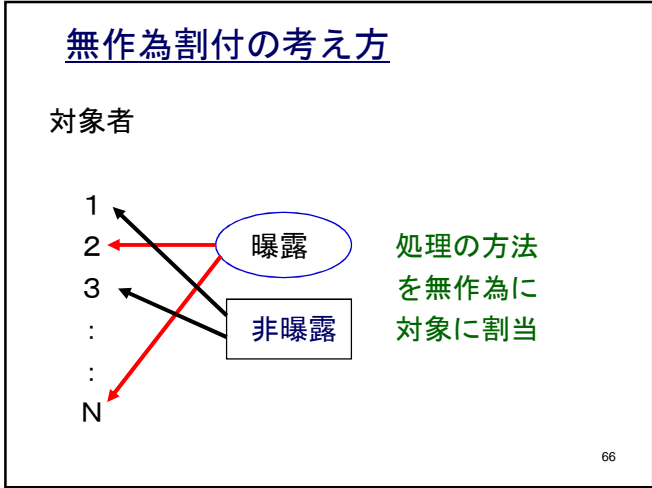 無作為割付の考え方
対象者
1
2
3
:
:
N
曝露
非曝露
処理の方法
を無作為に
対象に割当
66